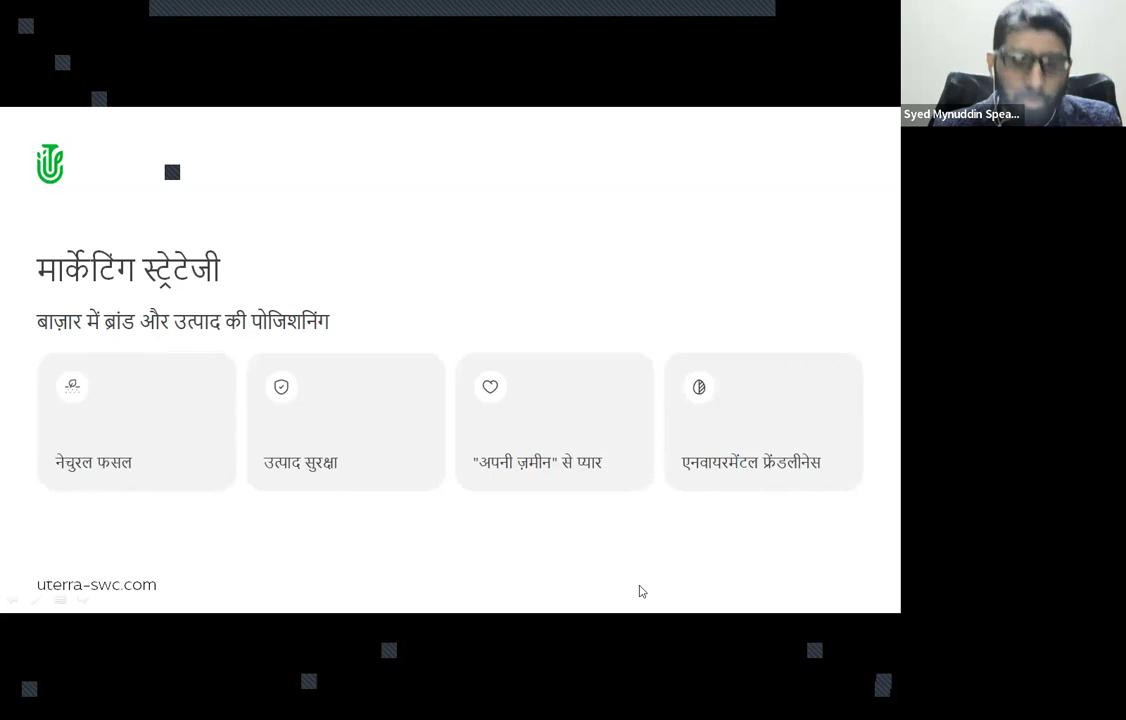 Syed Mynuddin Spea...
मार्केटिंग स्ट्रेटेजी
बाज़ार में ब्रांड और उत्पाद की पोजिशनिंग
नेचुरल फसल
उत्पाद सुरक्षा
"अपनी ज़मीन" से प्यार
एनवायरमेंटल फ्रेंडलीनेस
uterra-swc.com